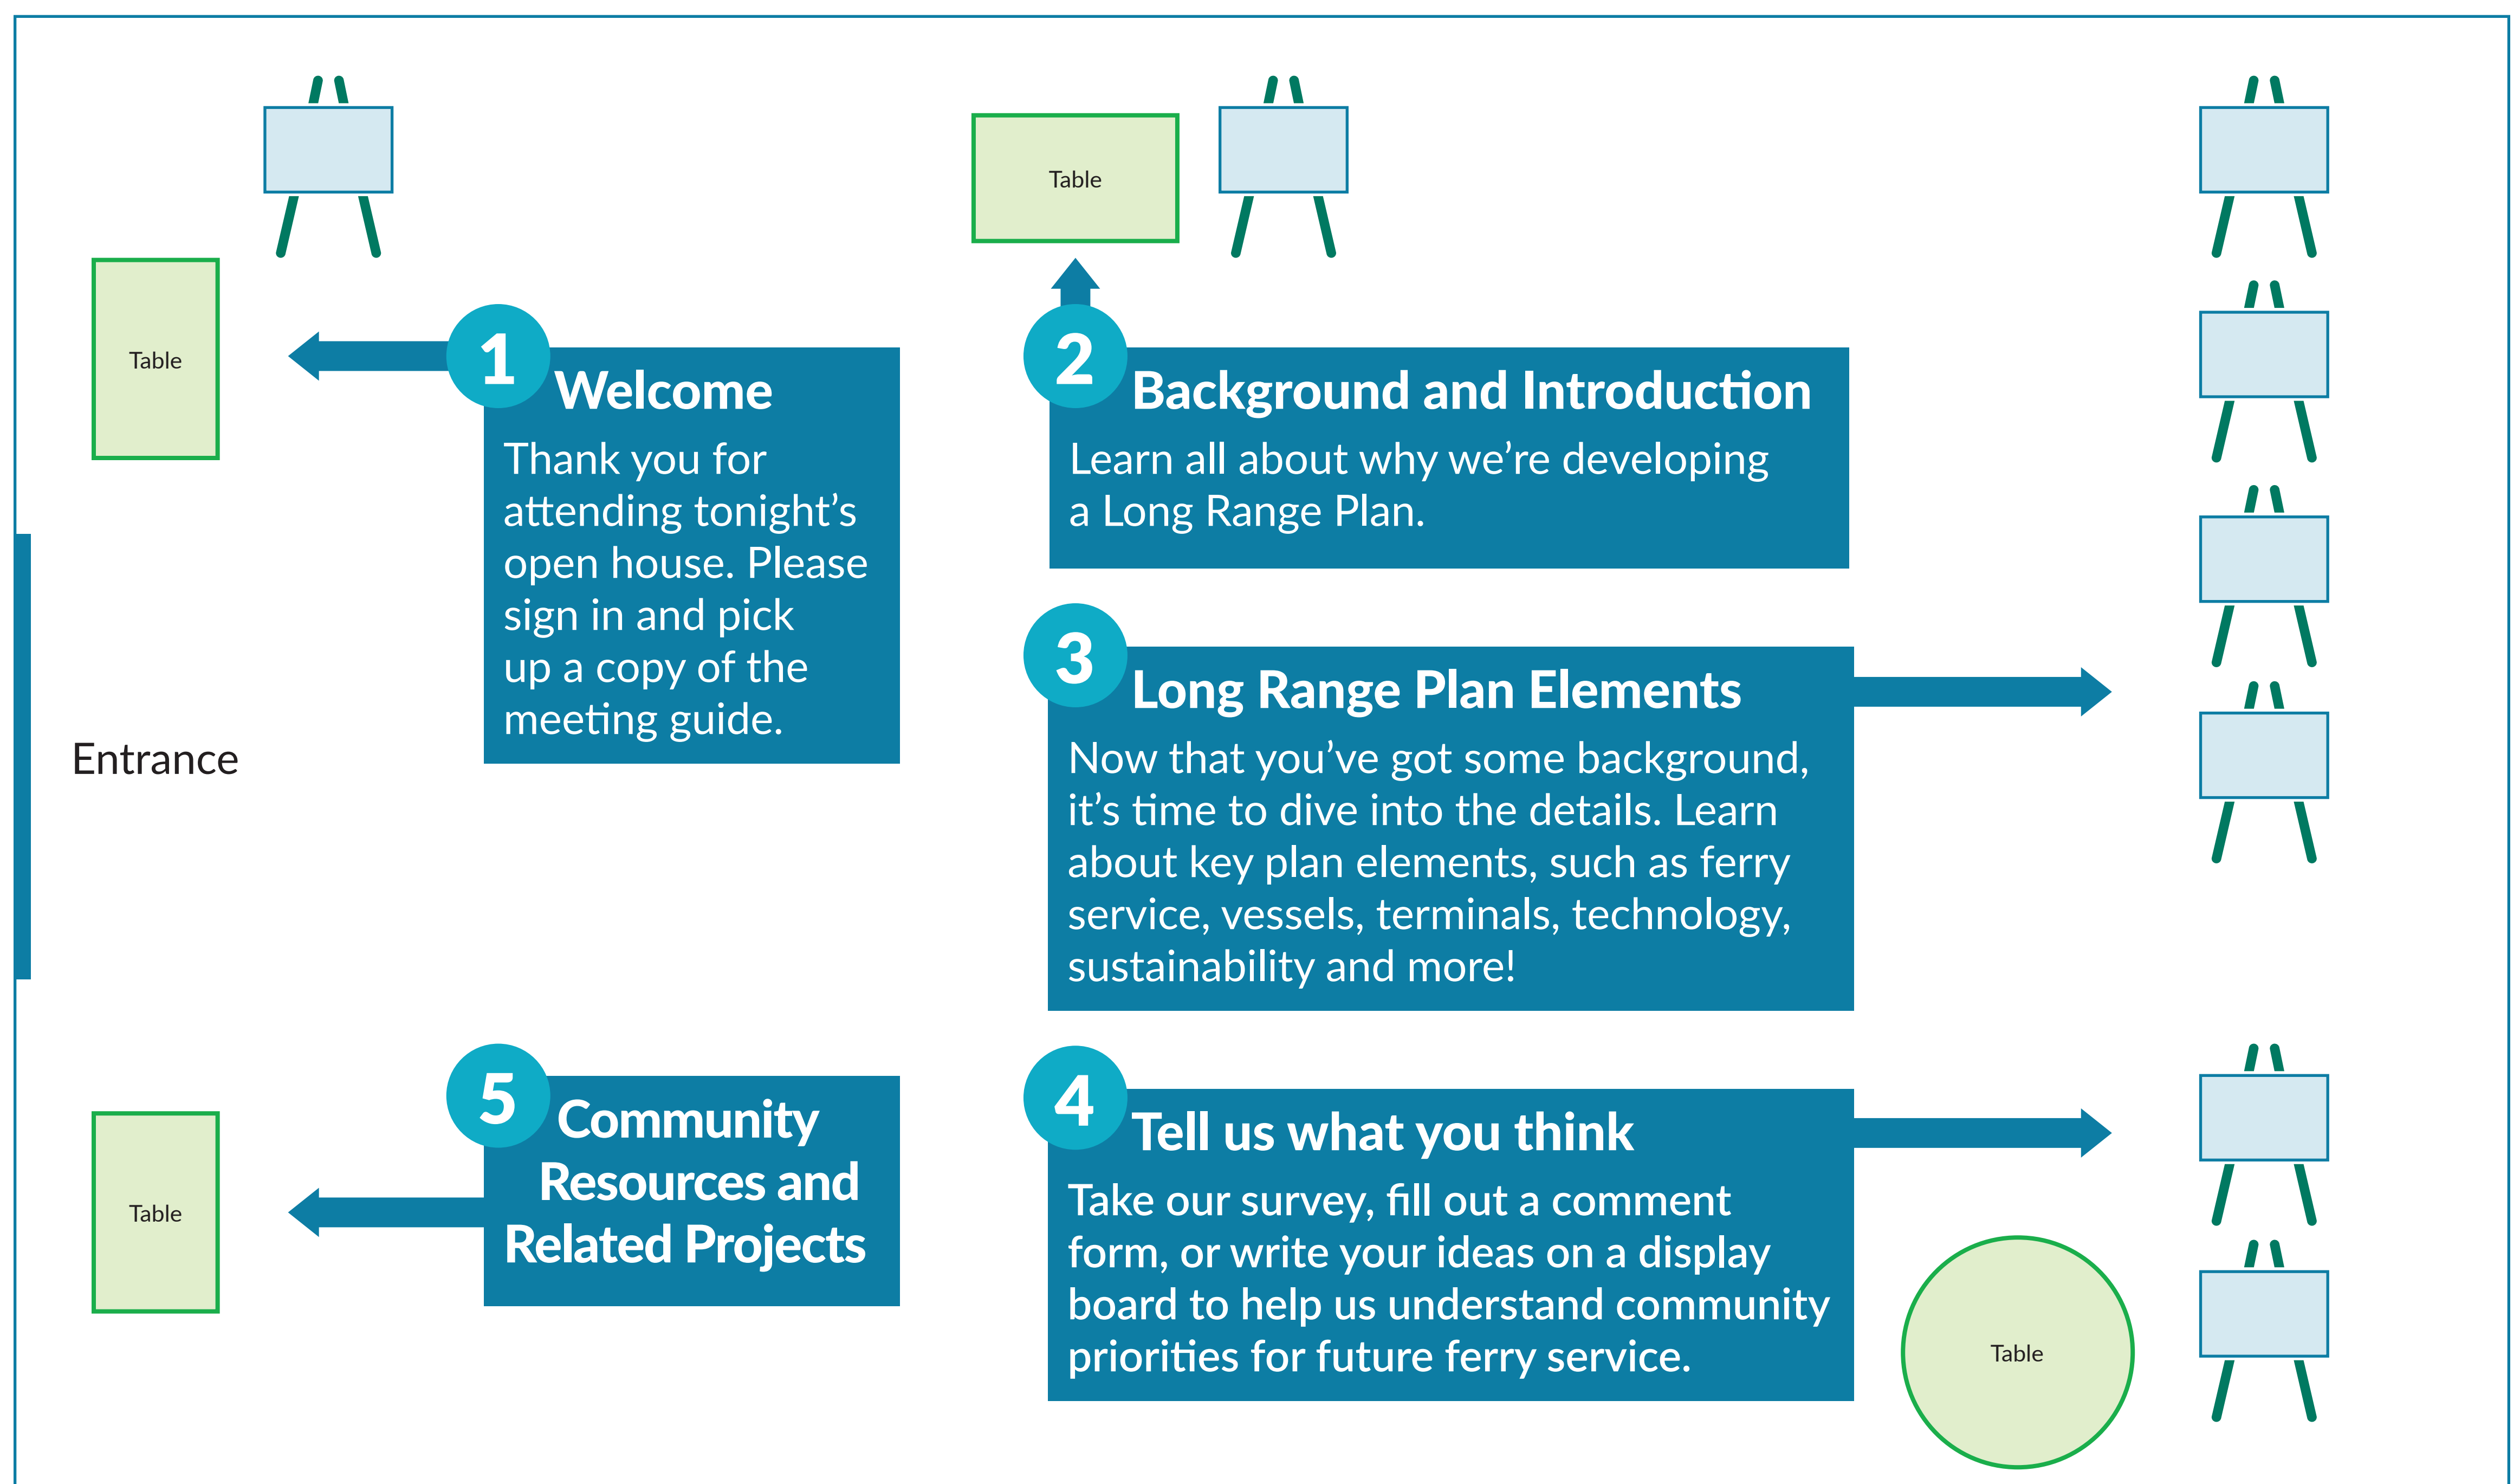 Table
Table
1
Welcome
Thank you for
attending tonight’s
open house. Please
sign in and pick
up a copy of the
meeting guide.
2
Background and Introduction
Learn all about why we’re developing
a Long Range Plan.
3
Long Range Plan Elements
Now that you’ve got some background,
it’s time to dive into the details. Learn
about key plan elements, such as ferry
service, vessels, terminals, technology,
sustainability and more!
Entrance
4
Tell us what you think
Take our survey, fill out a comment
form, or write your ideas on a display
board to help us understand community
priorities for future ferry service.
Table
5
Community
Resources and
Related Projects
Table